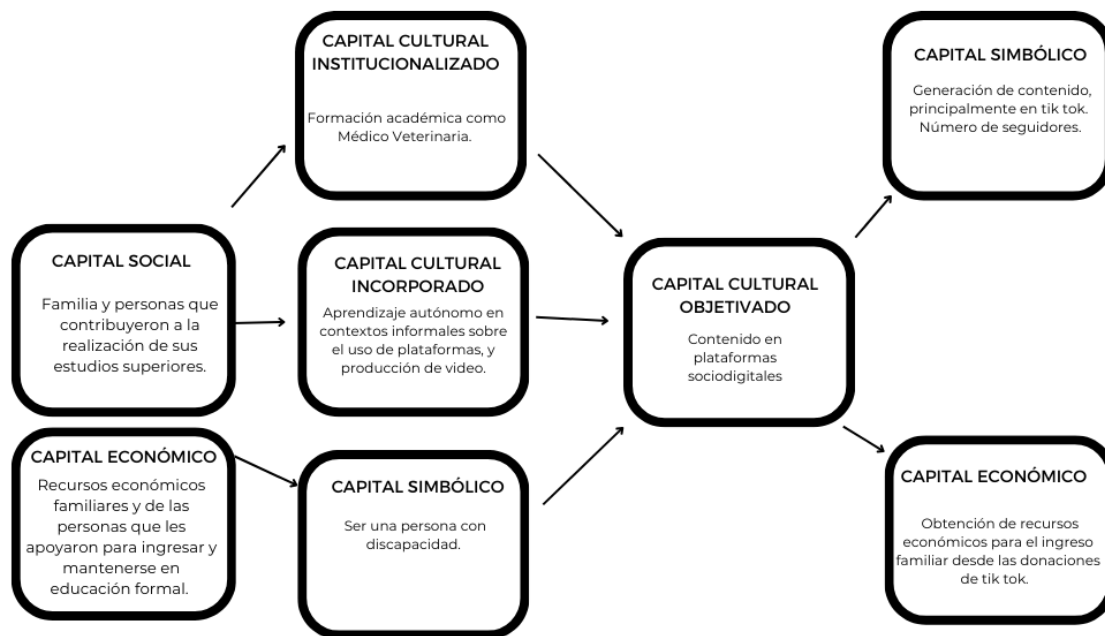 CAPITAL CULTURAL
INSTITUCIONALIZADO
Formación académica como
Médico Veterinaria.
CAPITAL SIMBÓLICO
Generación de contenido,
principalmente en tik tok.
Número de seguidores.
CAPITAL SOCIAL
Familia y personas que
contribuyeron a la
realización de sus
estudios superiores.
CAPITAL CULTURAL
INCORPORADO
Aprendizaje autónomo en
contextos informales sobre
el uso de plataformas, y
producción de video.
CAPITAL CULTURAL
OBJETIVADO
Contenido en
plataformas
sociodigitales
CAPITAL ECONÓMICO
Recursos económicos
familiares y de las
personas que les
apoyaron para ingresar y
mantenerse en
educación formal.
CAPITAL SIMBÓLICO
Ser una persona con
discapacidad.
CAPITAL ECONÓMICO
Obtención de recursos
económicos para el ingreso
familiar desde las donaciones
de tik tok.